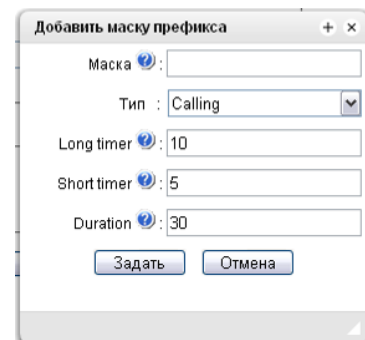 Добавить маску префикса + ×
Маска ? :
Тип : Calling
Long timer ? : 10
Short timer ? : 5
Duration ? : 30
Задать Отмена